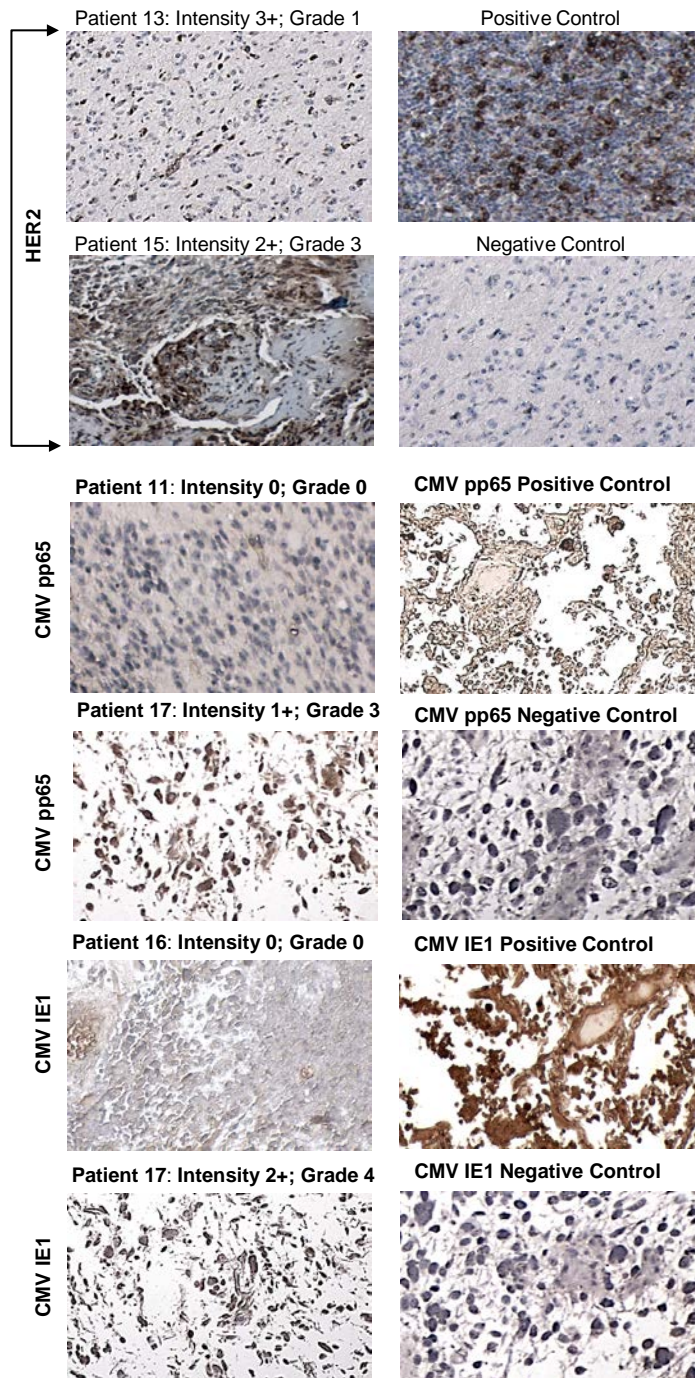 Patient 13: Intensity 3+; Grade 1
Positive Control
HER2
Patient 15: Intensity 2+; Grade 3
Negative Control
Patient 11: Intensity 0; Grade 0
CMV pp65 Positive Control
CMV pp65
Patient 17: Intensity 1+; Grade 3
CMV pp65 Negative Control
CMV pp65
Patient 16: Intensity 0; Grade 0
CMV IE1 Positive Control
CMV IE1
Patient 17: Intensity 2+; Grade 4
CMV IE1 Negative Control
CMV IE1